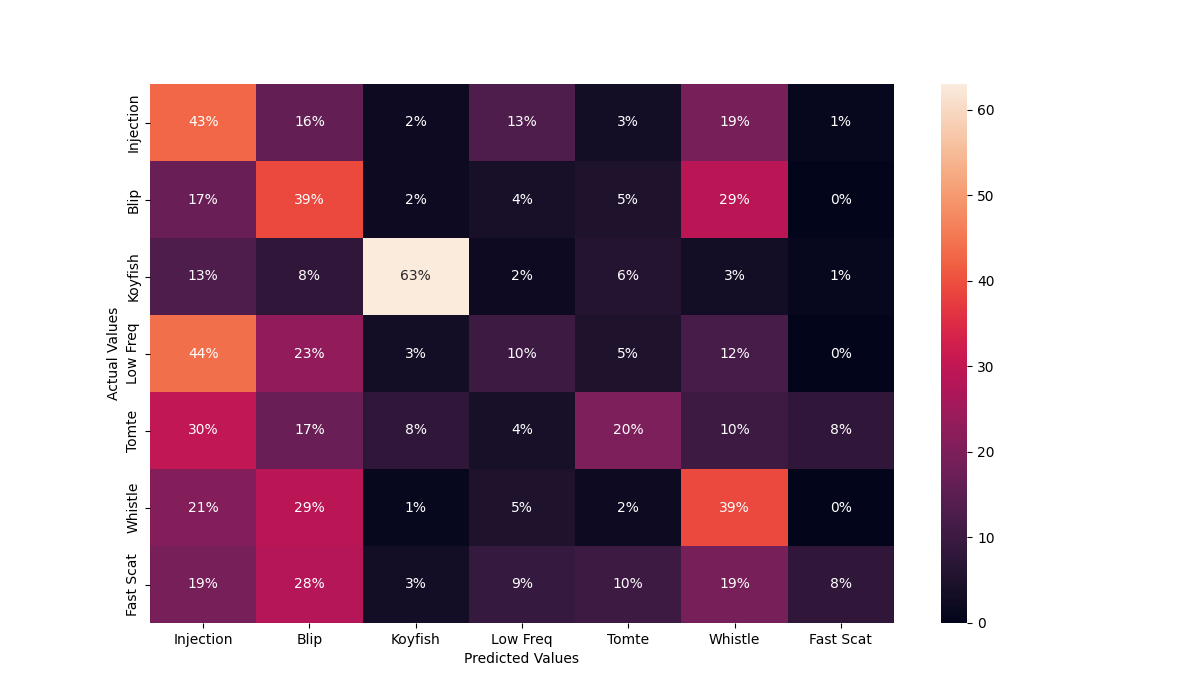 Actual Values
Injection 43% 16% 2% 13% 3% 19% 1%
Blip 17% 39% 2% 4% 5% 29% 0%
Koyfish 13% 8% 63% 2% 6% 3% 1%
Low Freq 44% 23% 3% 10% 5% 12% 0%
Tomte 30% 17% 8% 4% 20% 10% 8%
Whistle 21% 29% 1% 5% 2% 39% 0%
Fast Scat 19% 28% 3% 9% 10% 19% 8%
Injection Blip Koyfish Low Freq Tomte Whistle Fast Scat
Predicted Values
60
50
40
30
20
10
0